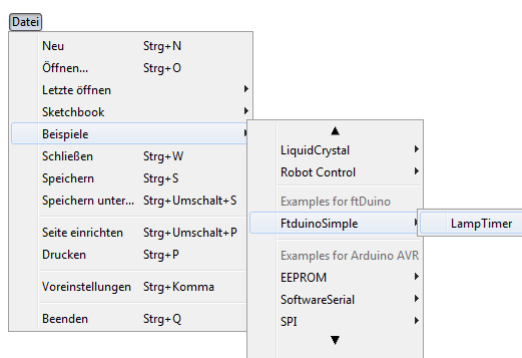 Datei
Neu Strg+N
Öffnen... Strg+O
Letzte öffnen
Sketchbook
Beispiele
Schließen Strg+W
Speichern Strg+S
Speichern unter... Strg+Umschalt+S
Seite einrichten Strg+Umschalt+P
Drucken Strg+P
Voreinstellungen Strg+Komma
Beenden Strg+Q
LiquidCrystal
Robot Control
Examples for ftDuino
FtduinoSimple
Examples for Arduino AVR
EEPROM
SoftwareSerial
SPI
LampTimer